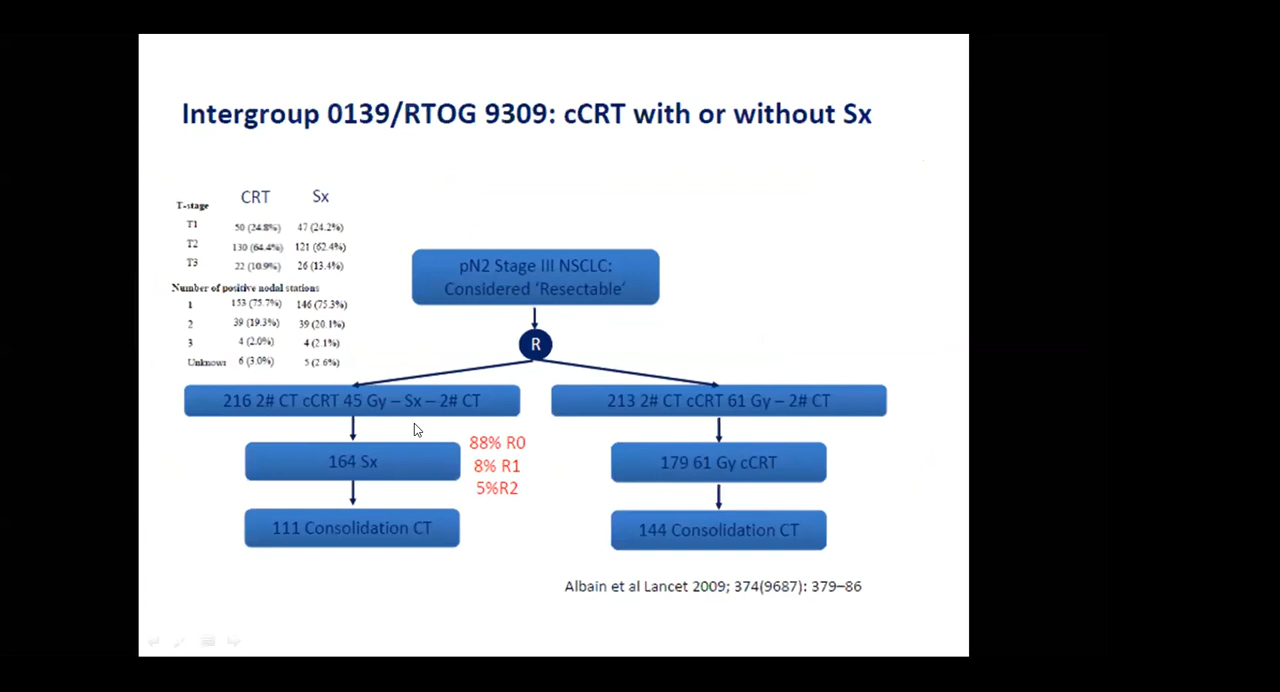 Intergroup 0139/RTOG 9309: cCRT with or without Sx
CRT Sx
T-stage
T1 50 (24.8%) 47 (24.2%)
T2 130 (64.4%) 121 (62.4%)
T3 22 (10.9%) 26 (13.4%)
Number of positive nodal stations
1 153 (75.7%) 146 (75.3%)
2 39 (19.3%) 39 (20.1%)
3 4 (2.0%) 4 (2.1%)
Unknown 6 (3.0%) 5 (2.6%)
pN2 Stage III NSCLC:
Considered ‘Resectable’
R
216 2# CT cCRT 45 Gy – Sx – 2# CT
213 2# CT cCRT 61 Gy – 2# CT
164 Sx
88% R0
8% R1
5%R2
179 61 Gy cCRT
111 Consolidation CT
144 Consolidation CT
Albain et al Lancet 2009; 374(9687): 379–86